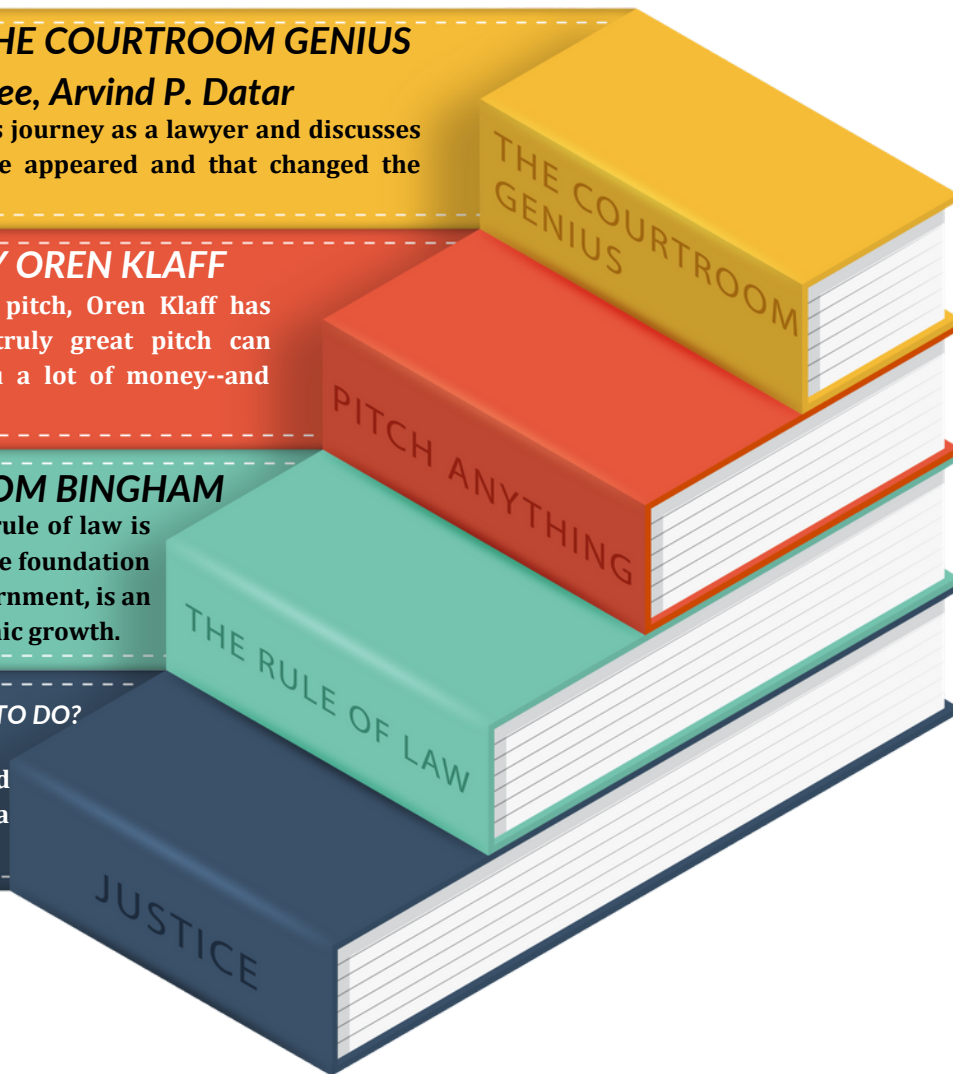 HE COURTROOM GENIUS
ee, Arvind P. Datar
s journey as a lawyer and discusses
e appeared and that changed the
THE COURTROOM
GENIUS
Y OREN KLAFF
pitch, Oren Klaff has
truly great pitch can
a lot of money--and
PITCH ANYTHING
OM BINGHAM
rule of law is
e foundation
ernment, is an
ic growth.
THE RULE OF LAW
TO DO?
d
a
JUSTICE